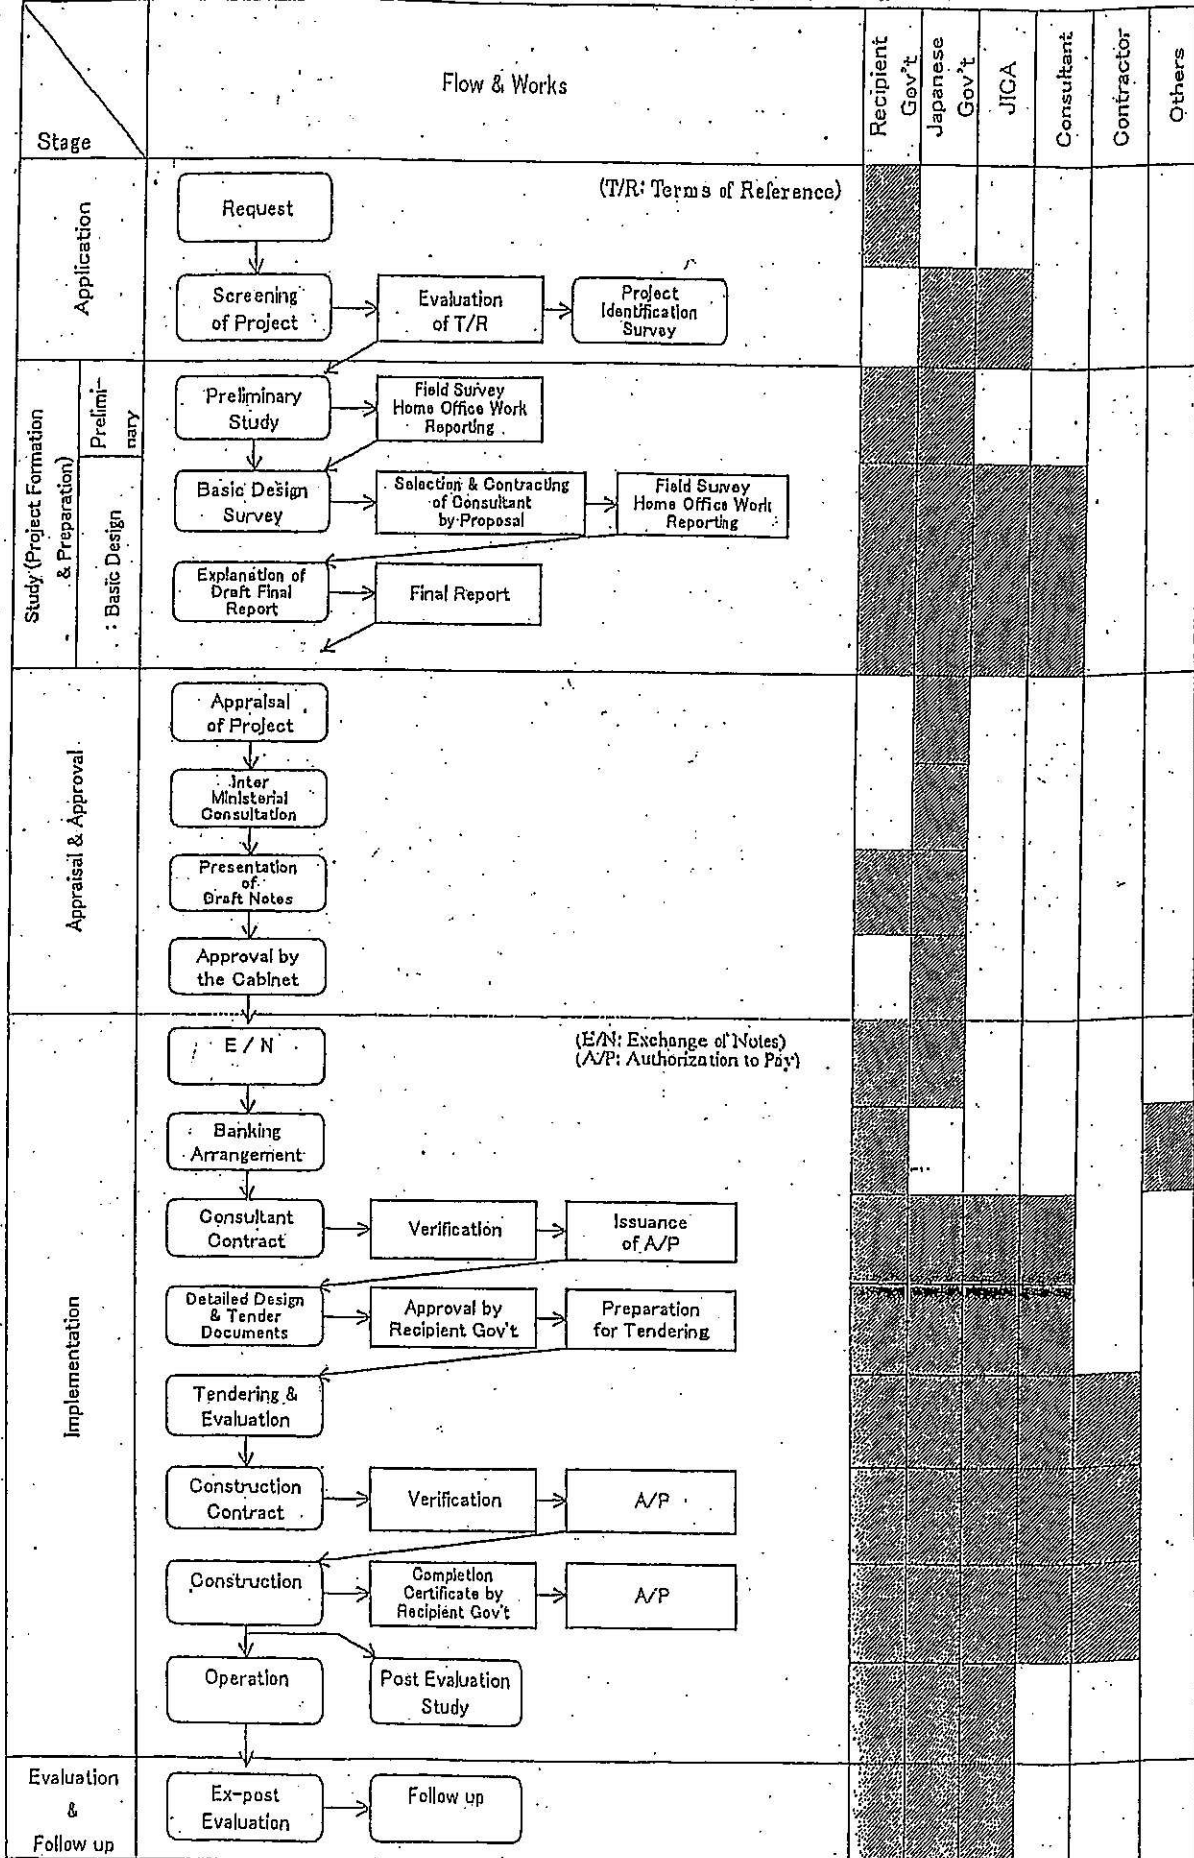 Stage
Flow & Works
Recipient
Gov't
Japanese
Gov't
JICA
Consultant
Contractor
Others
Application
Request
(T/R: Terms of Reference)
Screening
of Project
Evaluation
of T/R
Project
Identification
Survey
Study (Project Formation
& Preparation)
Prelimi-
nary
Preliminary
Study
Field Survey
Home Office Work
Reporting
Basic Design
Basic Design
Survey
Selection & Contracting
of Consultant
by Proposal
Field Survey
Home Office Work
Reporting
Explanation of
Draft Final
Report
Final Report
Appraisal & Approval
Appraisal
of Project
Inter
Ministerial
Consultation
Presentation
of
Draft Notes
Approval by
the Cabinet
Implementation
E / N
(E/N: Exchange of Notes)
(A/P: Authorization to Pay)
Banking
Arrangement
Consultant
Contract
Verification
Issuance
of A/P
Detailed Design
& Tender
Documents
Approval by
Recipient Gov't
Preparation
for Tendering
Tendering &
Evaluation
Construction
Contract
Verification
A/P
Construction
Completion
Certificate by
Recipient Gov't
A/P
Operation
Post Evaluation
Study
Evaluation
&
Follow up
Ex-post
Evaluation
Follow up